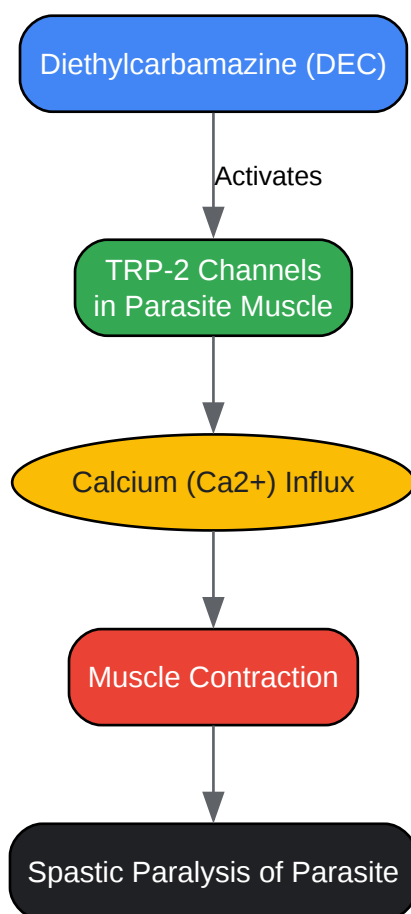 Diethylcarbamazine (DEC)
Activates
TRP-2 Channels
in Parasite Muscle
Calcium (Ca2+) Influx
Muscle Contraction
Spastic Paralysis of Parasite